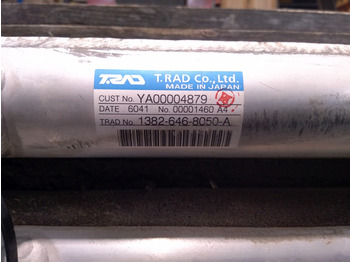 TRAD T.RAD Co.,Ltd.
MADE IN JAPAN
CUST No. YA00004879
DATE 6041 No. 00001460 A4
TRAD No. 1382-646-8050-A